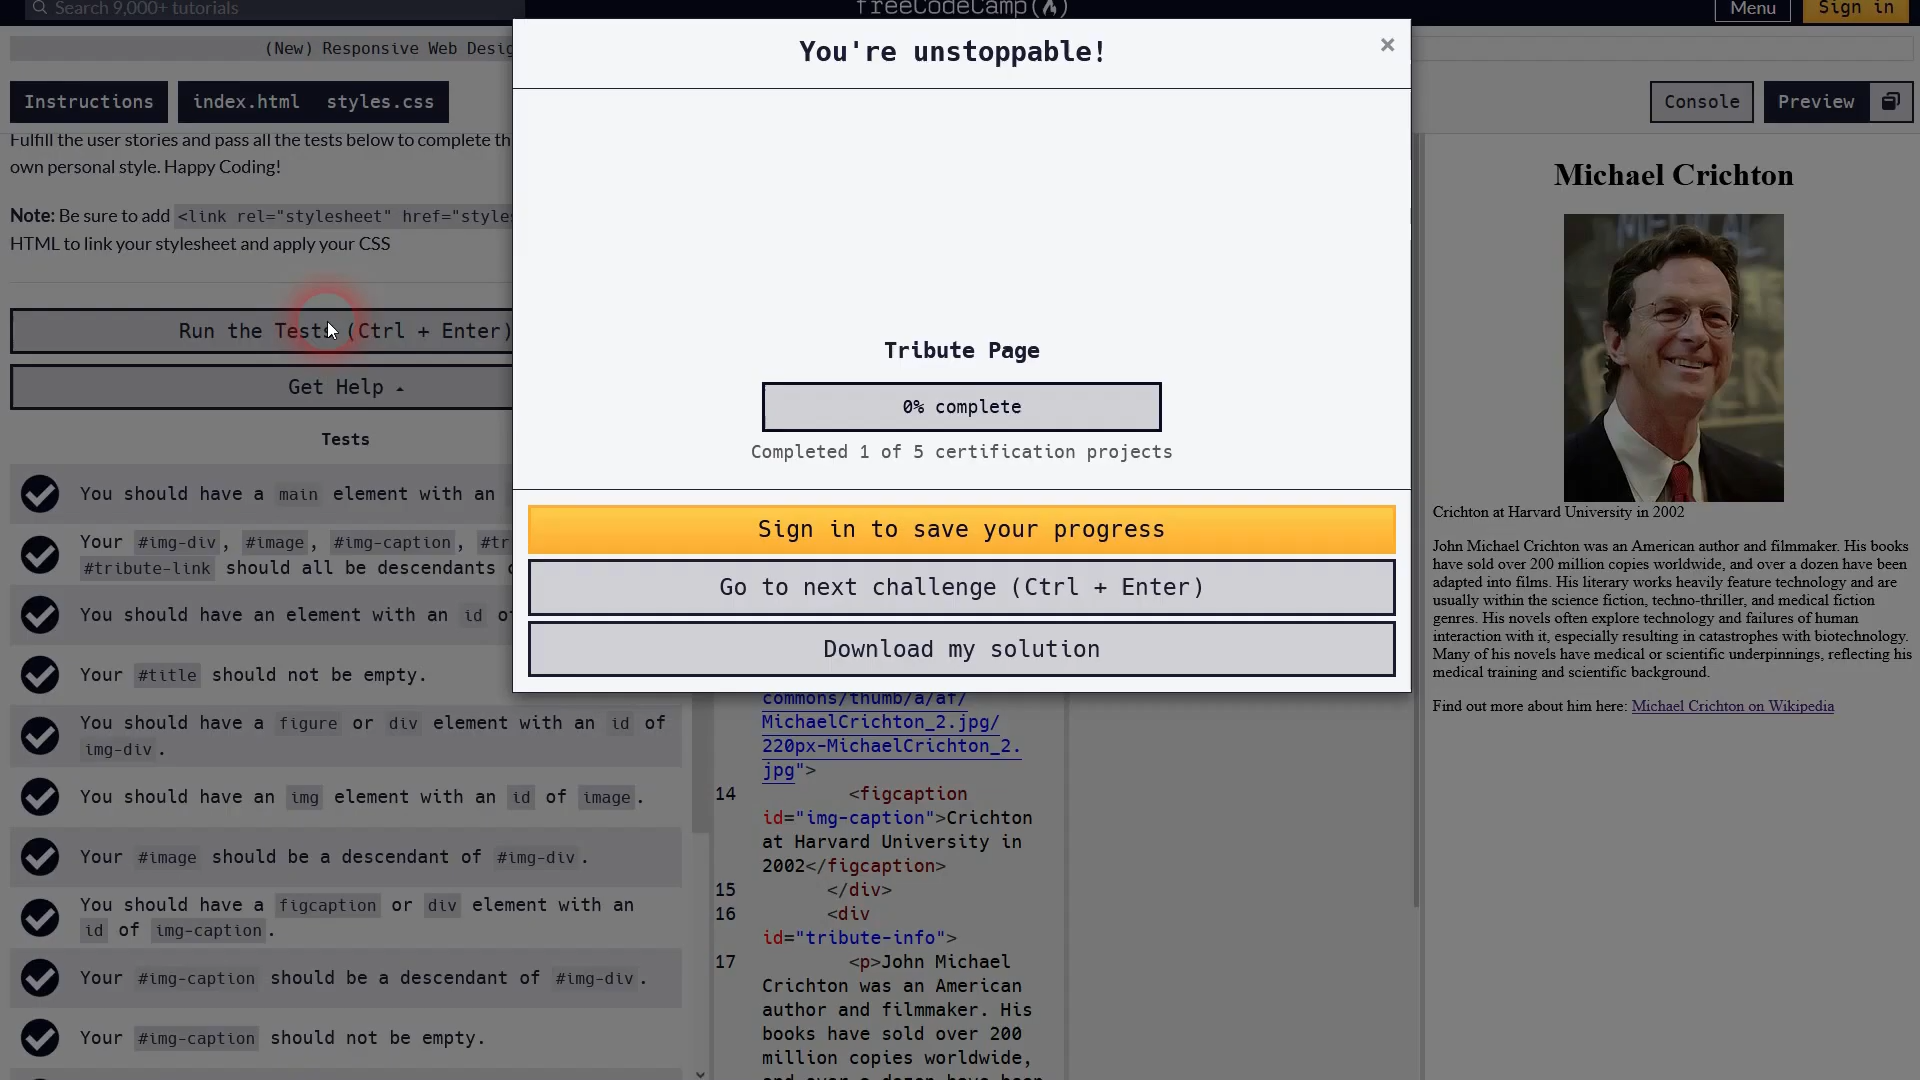 Search 9,000+ tutorials
freeCodeCamp
Menu
Sign in
(New) Responsive Web Desig
Instructions
index.html styles.css
Console
Preview
Fulfill the user stories and pass all the tests below to complete th
own personal style. Happy Coding!
Note: Be sure to add <link rel="stylesheet" href="styles
HTML to link your stylesheet and apply your CSS
Run the Tests (Ctrl + Enter)
Get Help
Tests
You should have a main element with an
Your #img-div, #image, #img-caption, #tr
#tribute-link should all be descendants o
You should have an element with an id of
Your #title should not be empty.
You should have a figure or div element with an id of
img-div.
You should have an img element with an id of image.
Your #image should be a descendant of #img-div.
You should have a figcaption or div element with an
id of img-caption.
Your #img-caption should be a descendant of #img-div.
Your #img-caption should not be empty.
You're unstoppable!
×
Tribute Page
0% complete
Completed 1 of 5 certification projects
Sign in to save your progress
Go to next challenge (Ctrl + Enter)
Download my solution
commons/thumb/a/af/
MichaelCrichton_2.jpg/
220px-MichaelCrichton_2.
jpg">
14 <figcaption
id="img-caption">Crichton
at Harvard University in
2002</figcaption>
15 </div>
16 <div
id="tribute-info">
17 <p>John Michael
Crichton was an American
author and filmmaker. His
books have sold over 200
million copies worldwide,
and over a dozen have been
Michael Crichton
Crichton at Harvard University in 2002
John Michael Crichton was an American author and filmmaker. His books
have sold over 200 million copies worldwide, and over a dozen have been
adapted into films. His literary works heavily feature technology and are
usually within the science fiction, techno-thriller, and medical fiction
genres. His novels often explore technology and failures of human
interaction with it, especially resulting in catastrophes with biotechnology.
Many of his novels have medical or scientific underpinnings, reflecting his
medical training and scientific background.
Find out more about him here: Michael Crichton on Wikipedia